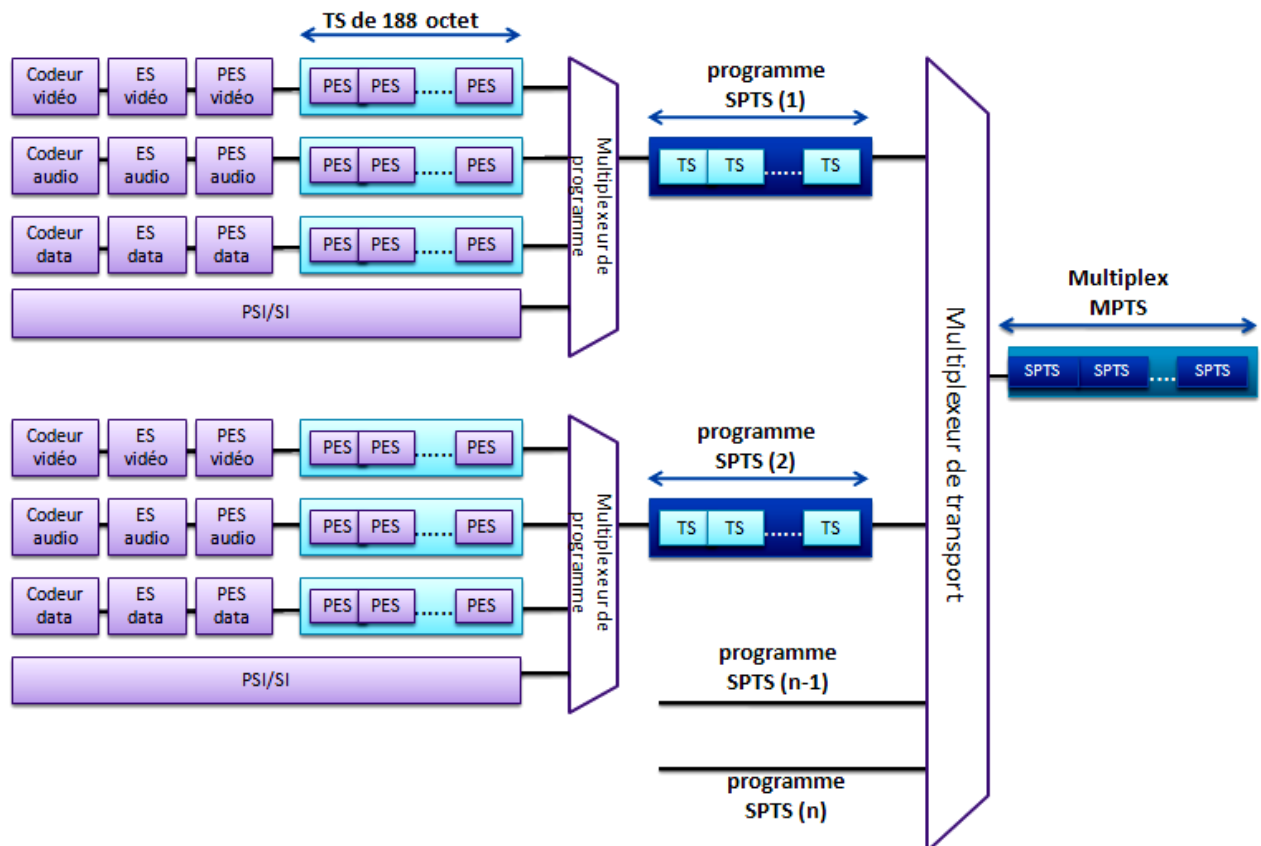 TS de 188 octet
Codeur
vidéo
ES
vidéo
PES
vidéo
PES PES ...... PES
Codeur
audio
ES
audio
PES
audio
PES PES ...... PES
Codeur
data
ES
data
PES
data
PES PES ...... PES
PSI/SI
Multiplexeur de
programme
programme
SPTS (1)
TS TS ...... TS
Codeur
vidéo
ES
vidéo
PES
vidéo
PES PES ...... PES
Codeur
audio
ES
audio
PES
audio
PES PES ...... PES
Codeur
data
ES
data
PES
data
PES PES ...... PES
PSI/SI
Multiplexeur de
programme
programme
SPTS (2)
TS TS ...... TS
programme
SPTS (n-1)
programme
SPTS (n)
Multiplexeur de transport
Multiplex
MPTS
SPTS SPTS .... SPTS